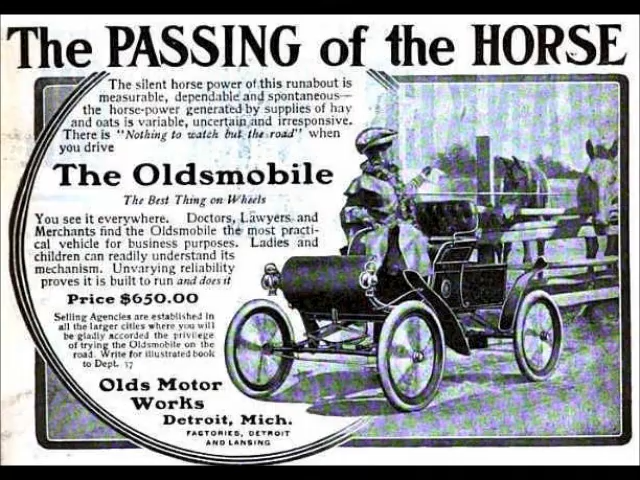 The PASSING of the HORSE
The silent horse power of this runabout is
measurable, dependable and spontaneous—
the horse-power generated by supplies of hay
and oats is variable, uncertain and irresponsive.
There is "Nothing to watch but the road" when
you drive
The Oldsmobile
The Best Thing on Wheels
You see it everywhere. Doctors, Lawyers and
Merchants find the Oldsmobile the most practi-
cal vehicle for business purposes. Ladies and
children can readily understand its
mechanism. Unvarying reliability
proves it is built to run and does it
Price $650.00
Selling Agencies are established in
all the larger cities where you will
be gladly accorded the privilege
of trying the Oldsmobile on the
road. Write for illustrated book
to Dept. 17
Olds Motor
Works
Detroit, Mich.
FACTORIES, DETROIT
AND LANSING